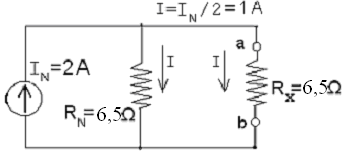 I=I_N/2=1A
a
I_N=2A
I
I
R_N=6,5Ω
R_x=6,5Ω
b